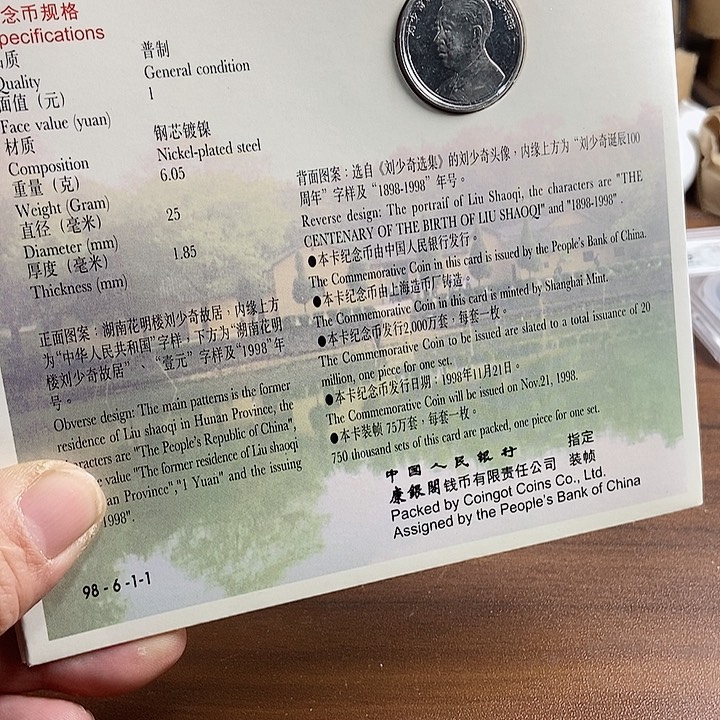 念币规格
pecifications
质
普制
Quality
General condition
面值（元）
1
Face value (yuan)
材质
钢芯镀镍
Composition
Nickel-plated steel
重量（克）
6.05
Weight (Gram)
直径（毫米）
25
Diameter (mm)
厚度（毫米）
1.85
Thickness (mm)
正面图案：湖南花明楼刘少奇故居，内缘上方
为“中华人民共和国”字样，下方为“湖南花明
楼刘少奇故居”、“壹元”字样及“1998”年
号。
Obverse design: The main patterns is the former
residence of Liu shaoqi in Hunan Province, the
aracters are "The People's Republic of China",
value "The former residence of Liu shaoqi
an Province","1 Yuan" and the issuing
1998".
98-6-1-1
背面图案：选自《刘少奇选集》的刘少奇头像，内缘上方为“刘少奇诞辰100
周年”字样及“1898-1998”年号。
Reverse design: The portraif of Liu Shaoqi, the characters are "THE
CENTENARY OF THE BIRTH OF LIU SHAOQI" and "1898-1998".
●本卡纪念币由中国人民银行发行。
The Commemorative Coin in this card is issued by the People's Bank of China.
●本卡纪念币由上海造币厂铸造。
The Commemorative Coin in this card is minted by Shanghai Mint.
●本卡纪念币发行2,000万套，每套一枚。
The Commemorative Coin to be issued are slated to a total issuance of 20
million, one piece for one set.
●本卡纪念币发行日期：1998年11月21日。
The Commemorative Coin will be issued on Nov.21, 1998.
●本卡装帧 75万套，每套一枚。
750 thousand sets of this card are packed, one piece for one set.
中国人民银行 指定
康銀閣钱币有限责任公司 装帧
Packed by Coingot Coins Co., Ltd.
Assigned by the People's Bank of China